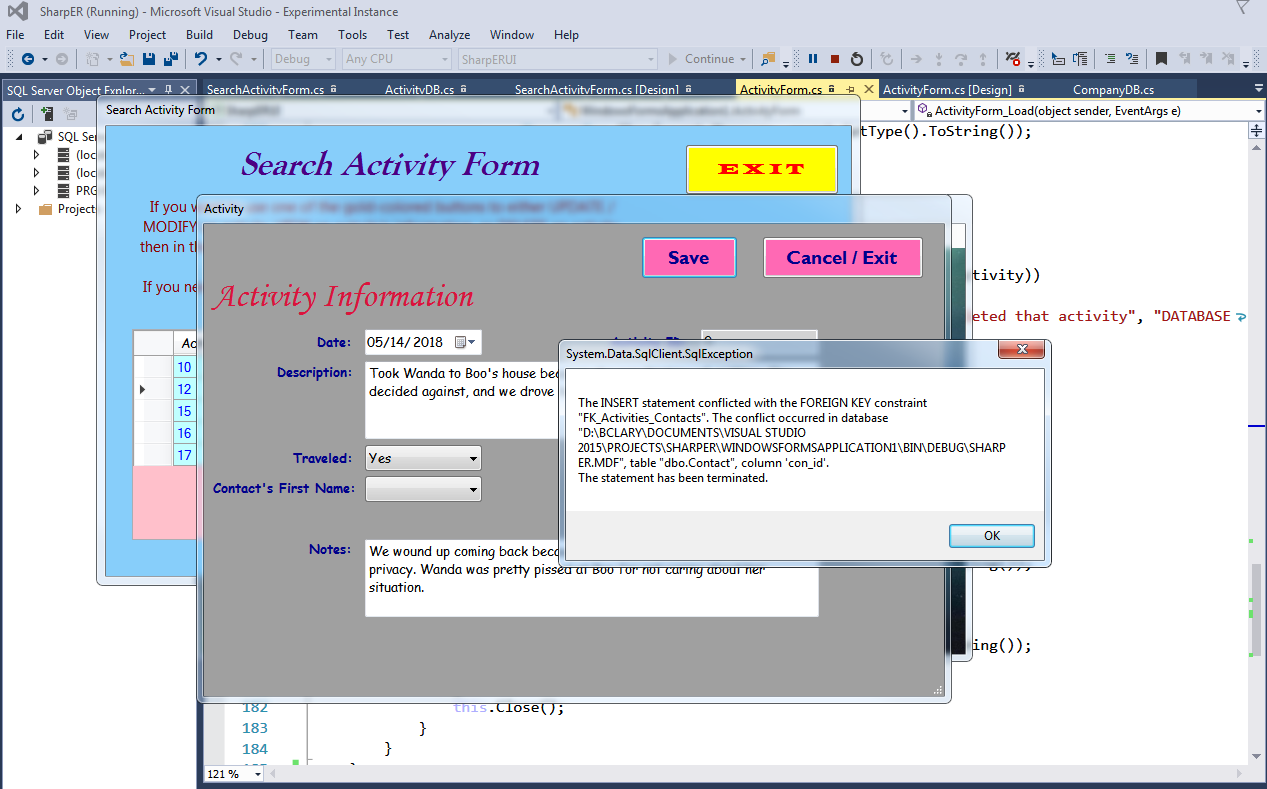 SharpER (Running) - Microsoft Visual Studio - Experimental Instance
File Edit View Project Build Debug Team Tools Test Analyze Window Help
Debug Any CPU SharpERUI Continue
SQL Server Object Explor...
SearchActivityForm.cs ActivityDB.cs SearchActivityForm.cs [Design] ActivityForm.cs ActivityForm.cs [Design] CompanyDB.cs
ActivityForm_Load(object sender, EventArgs e)
SQL Se
(loc
(loc
PRG
Project
Search Activity Form
Search Activity Form
EXIT
If you w
MODIFY
then in th
If you ne
Ac
10
12
15
16
17
tType().ToString());
tivity))
eted that activity", "DATABASE
ing());
Activity
Save Cancel / Exit
Activity Information
Date: 05/14/2018
Description: Took Wanda to Boo's house bec
decided against, and we drove
Traveled: Yes
Contact's First Name:
Notes: We wound up coming back beca
privacy. Wanda was pretty pissed at Boo for not caring about her
situation.
System.Data.SqlClient.SqlException
The INSERT statement conflicted with the FOREIGN KEY constraint
"FK_Activities_Contacts". The conflict occurred in database
"D:\BCLARY\DOCUMENTS\VISUAL STUDIO
2015\PROJECTS\SHARPER\WINDOWSFORMSAPPLICATION1\BIN\DEBUG\SHARP
ER.MDF", table "dbo.Contact", column 'con_id'.
The statement has been terminated.
OK
182 this.Close();
183 }
184 }
121 %